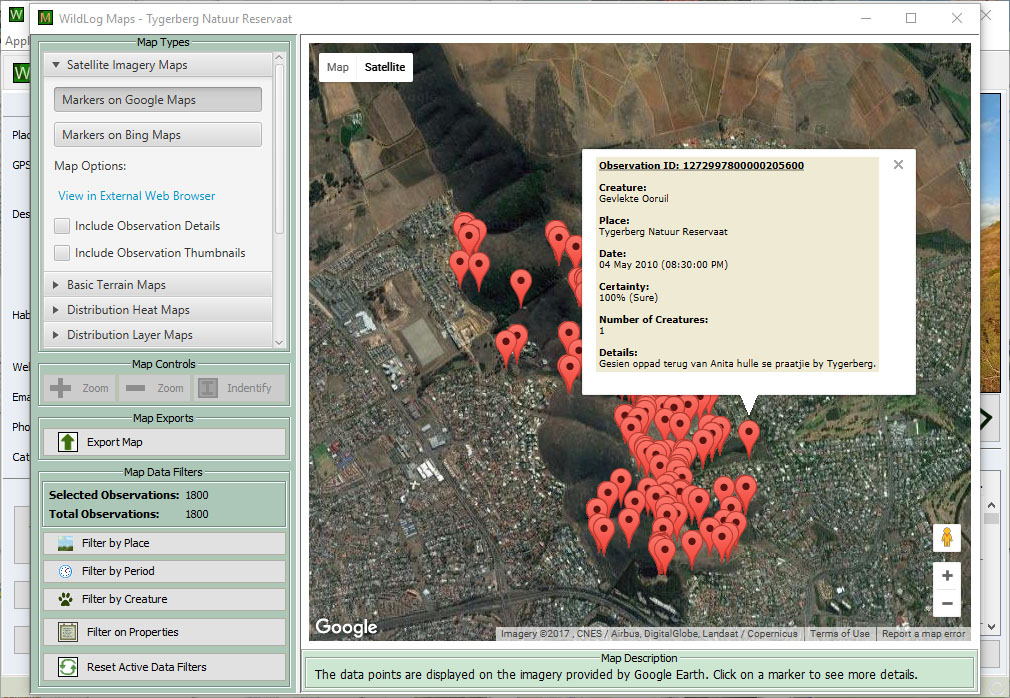 WildLog Maps - Tygerberg Natuur Reservaat
Appl
Plac
GPS
Des
Hab
Wel
Ema
Pho
Cat
Map Types
Satellite Imagery Maps
Markers on Google Maps
Markers on Bing Maps
Map Options:
View in External Web Browser
Include Observation Details
Include Observation Thumbnails
Basic Terrain Maps
Distribution Heat Maps
Distribution Layer Maps
Map Controls
Zoom
Zoom
Indentify
Map Exports
Export Map
Map Data Filters
Selected Observations: 1800
Total Observations: 1800
Filter by Place
Filter by Period
Filter by Creature
Filter on Properties
Reset Active Data Filters
Map Satellite
Observation ID: 1272997800000205600
Creature:
Gevlekte Ooruil
Place:
Tygerberg Natuur Reservaat
Date:
04 May 2010 (08:30:00 PM)
Certainty:
100% (Sure)
Number of Creatures:
1
Details:
Gesien oppad terug van Anita hulle se praatjie by Tygerberg.
Google
Imagery ©2017 , CNES / Airbus, DigitalGlobe, Landsat / Copernicus
Terms of Use
Report a map error
Map Description
The data points are displayed on the imagery provided by Google Earth. Click on a marker to see more details.